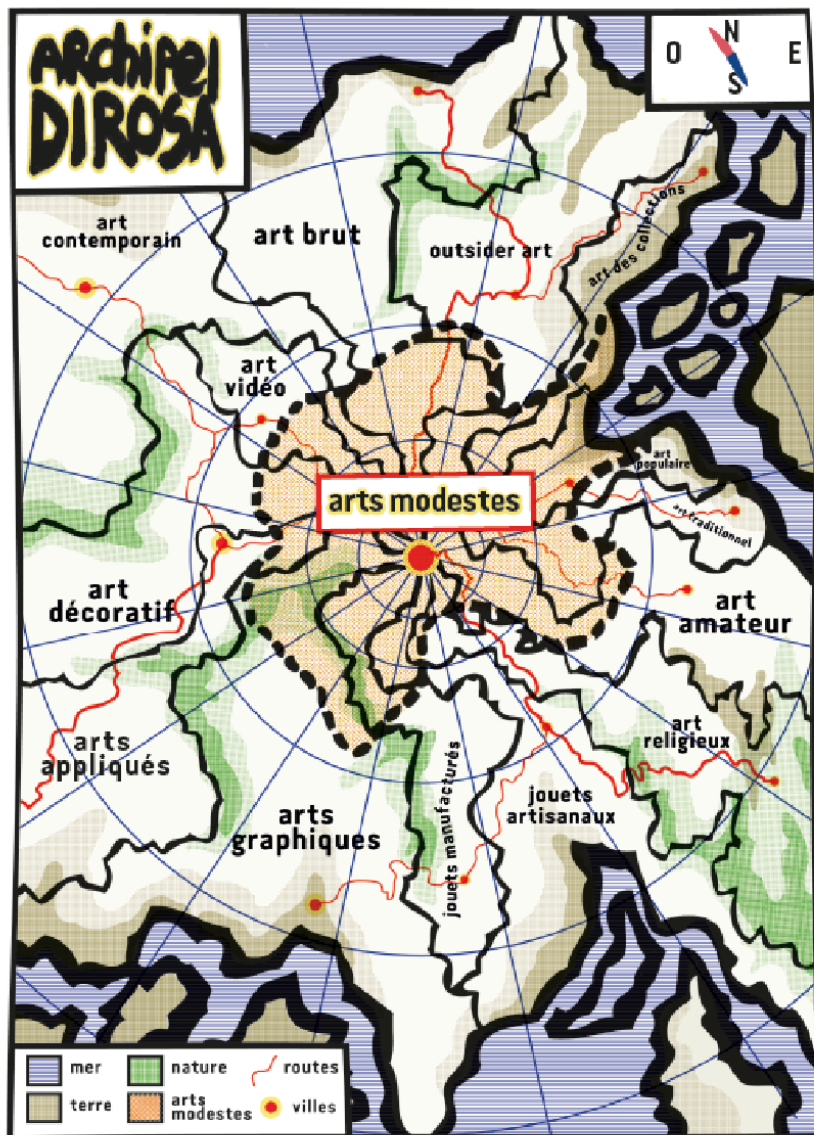 ARCHIPEL
DI ROSA
N
O E
S
art
contemporain
art brut
outsider art
art des collections
art
vidéo
art
populaire
arts modestes
art traditionnel
art
décoratif
art
amateur
arts
appliqués
art
religieux
arts
graphiques
jouets manufacturés
jouets
artisanaux
mer
nature
routes
terre
arts
modestes
villes